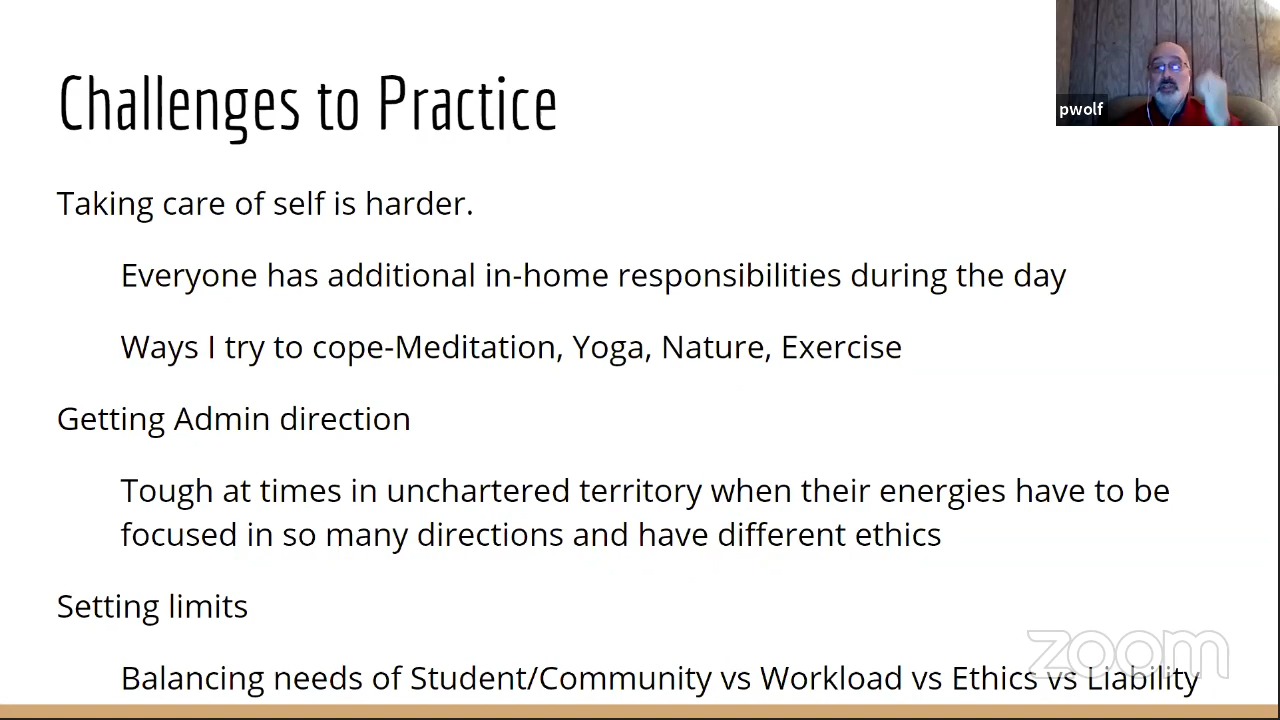 Challenges to Practice
pwolf
Taking care of self is harder.
Everyone has additional in-home responsibilities during the day
Ways I try to cope-Meditation, Yoga, Nature, Exercise
Getting Admin direction
Tough at times in unchartered territory when their energies have to be
focused in so many directions and have different ethics
Setting limits
Balancing needs of Student/Community vs Workload vs Ethics vs Liability
zoom